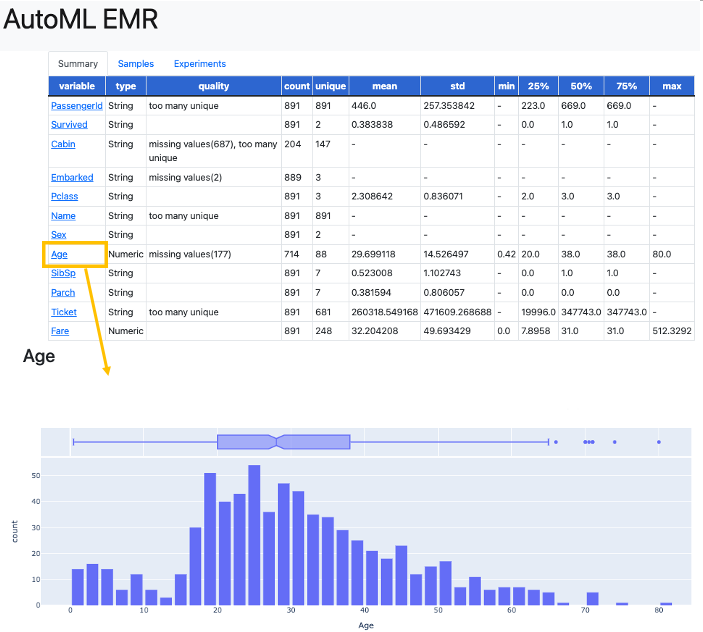 AutoML EMR
Summary Samples Experiments
variable type quality count unique mean std min 25% 50% 75% max
PassengerId String too many unique 891 891 446.0 257.353842 - 223.0 669.0 669.0 -
Survived String 891 2 0.383838 0.486592 - 0.0 1.0 1.0 -
Cabin String missing values(687), too many 204 147 - - - - - - -
unique
Embarked String missing values(2) 889 3 - - - - - - -
Pclass String 891 3 2.308642 0.836071 - 2.0 3.0 3.0 -
Name String too many unique 891 891 - - - - - - -
Sex String 891 2 - - - - - - -
Age Numeric missing values(177) 714 88 29.699118 14.526497 0.42 20.0 38.0 38.0 80.0
SibSp String 891 7 0.523008 1.102743 - 0.0 1.0 1.0 -
Parch String 891 7 0.381594 0.806057 - 0.0 0.0 0.0 -
Ticket String too many unique 891 681 260318.549168 471609.268688 - 19996.0 347743.0 347743.0 -
Fare Numeric 891 248 32.204208 49.693429 0.0 7.8958 31.0 31.0 512.3292
Age
50
40
30
20
10
0
count
0 10 20 30 40 50 60 70 80
Age